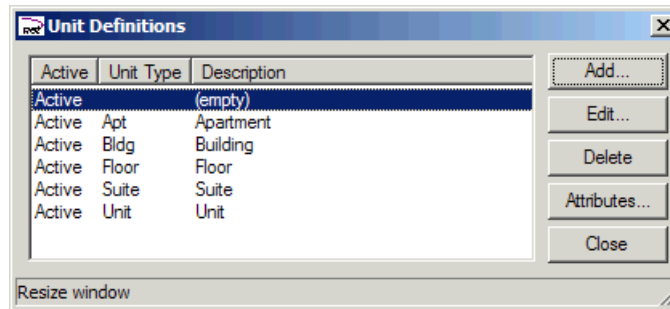 Unit Definitions
Active Unit Type Description
Active (empty)
Active Apt Apartment
Active Bldg Building
Active Floor Floor
Active Suite Suite
Active Unit Unit
Add...
Edit...
Delete
Attributes...
Close
Resize window